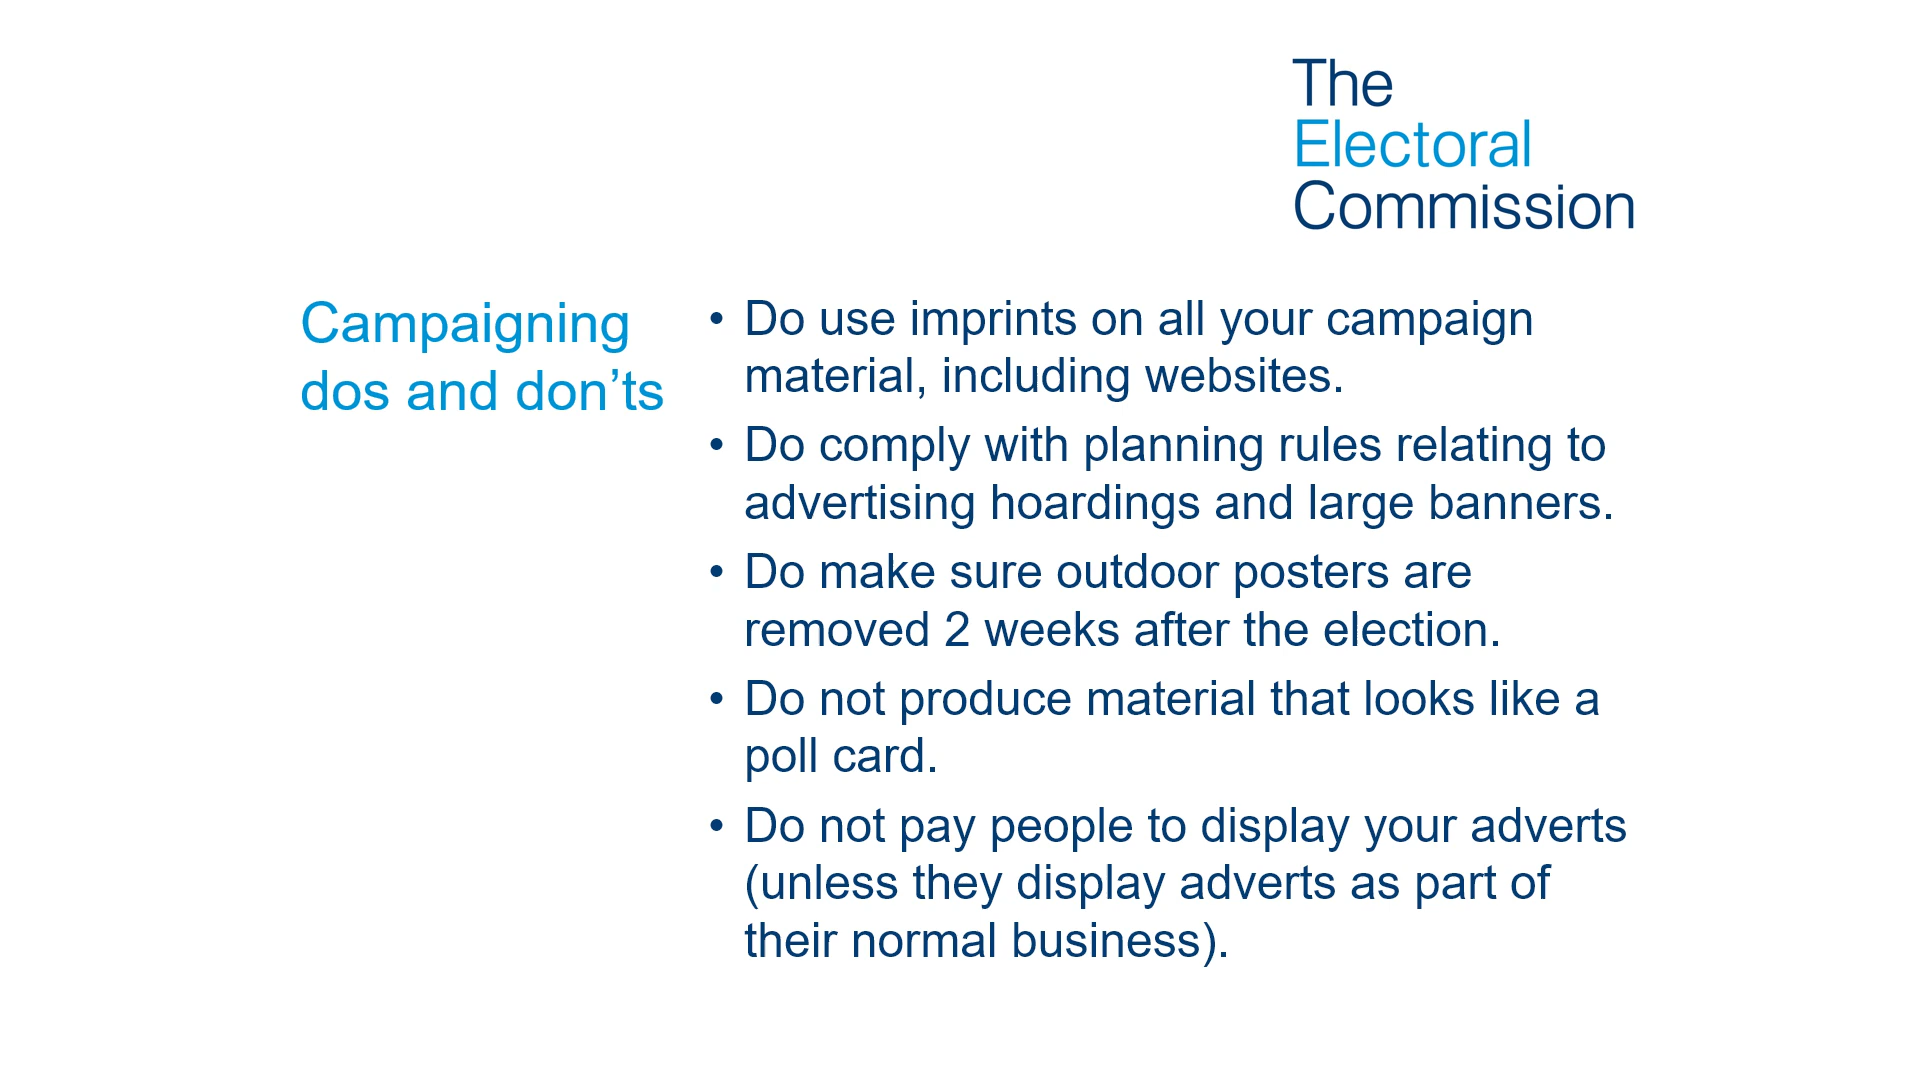 The
Electoral
Commission
Campaigning
dos and don’ts
• Do use imprints on all your campaign
material, including websites.
• Do comply with planning rules relating to
advertising hoardings and large banners.
• Do make sure outdoor posters are
removed 2 weeks after the election.
• Do not produce material that looks like a
poll card.
• Do not pay people to display your adverts
(unless they display adverts as part of
their normal business).